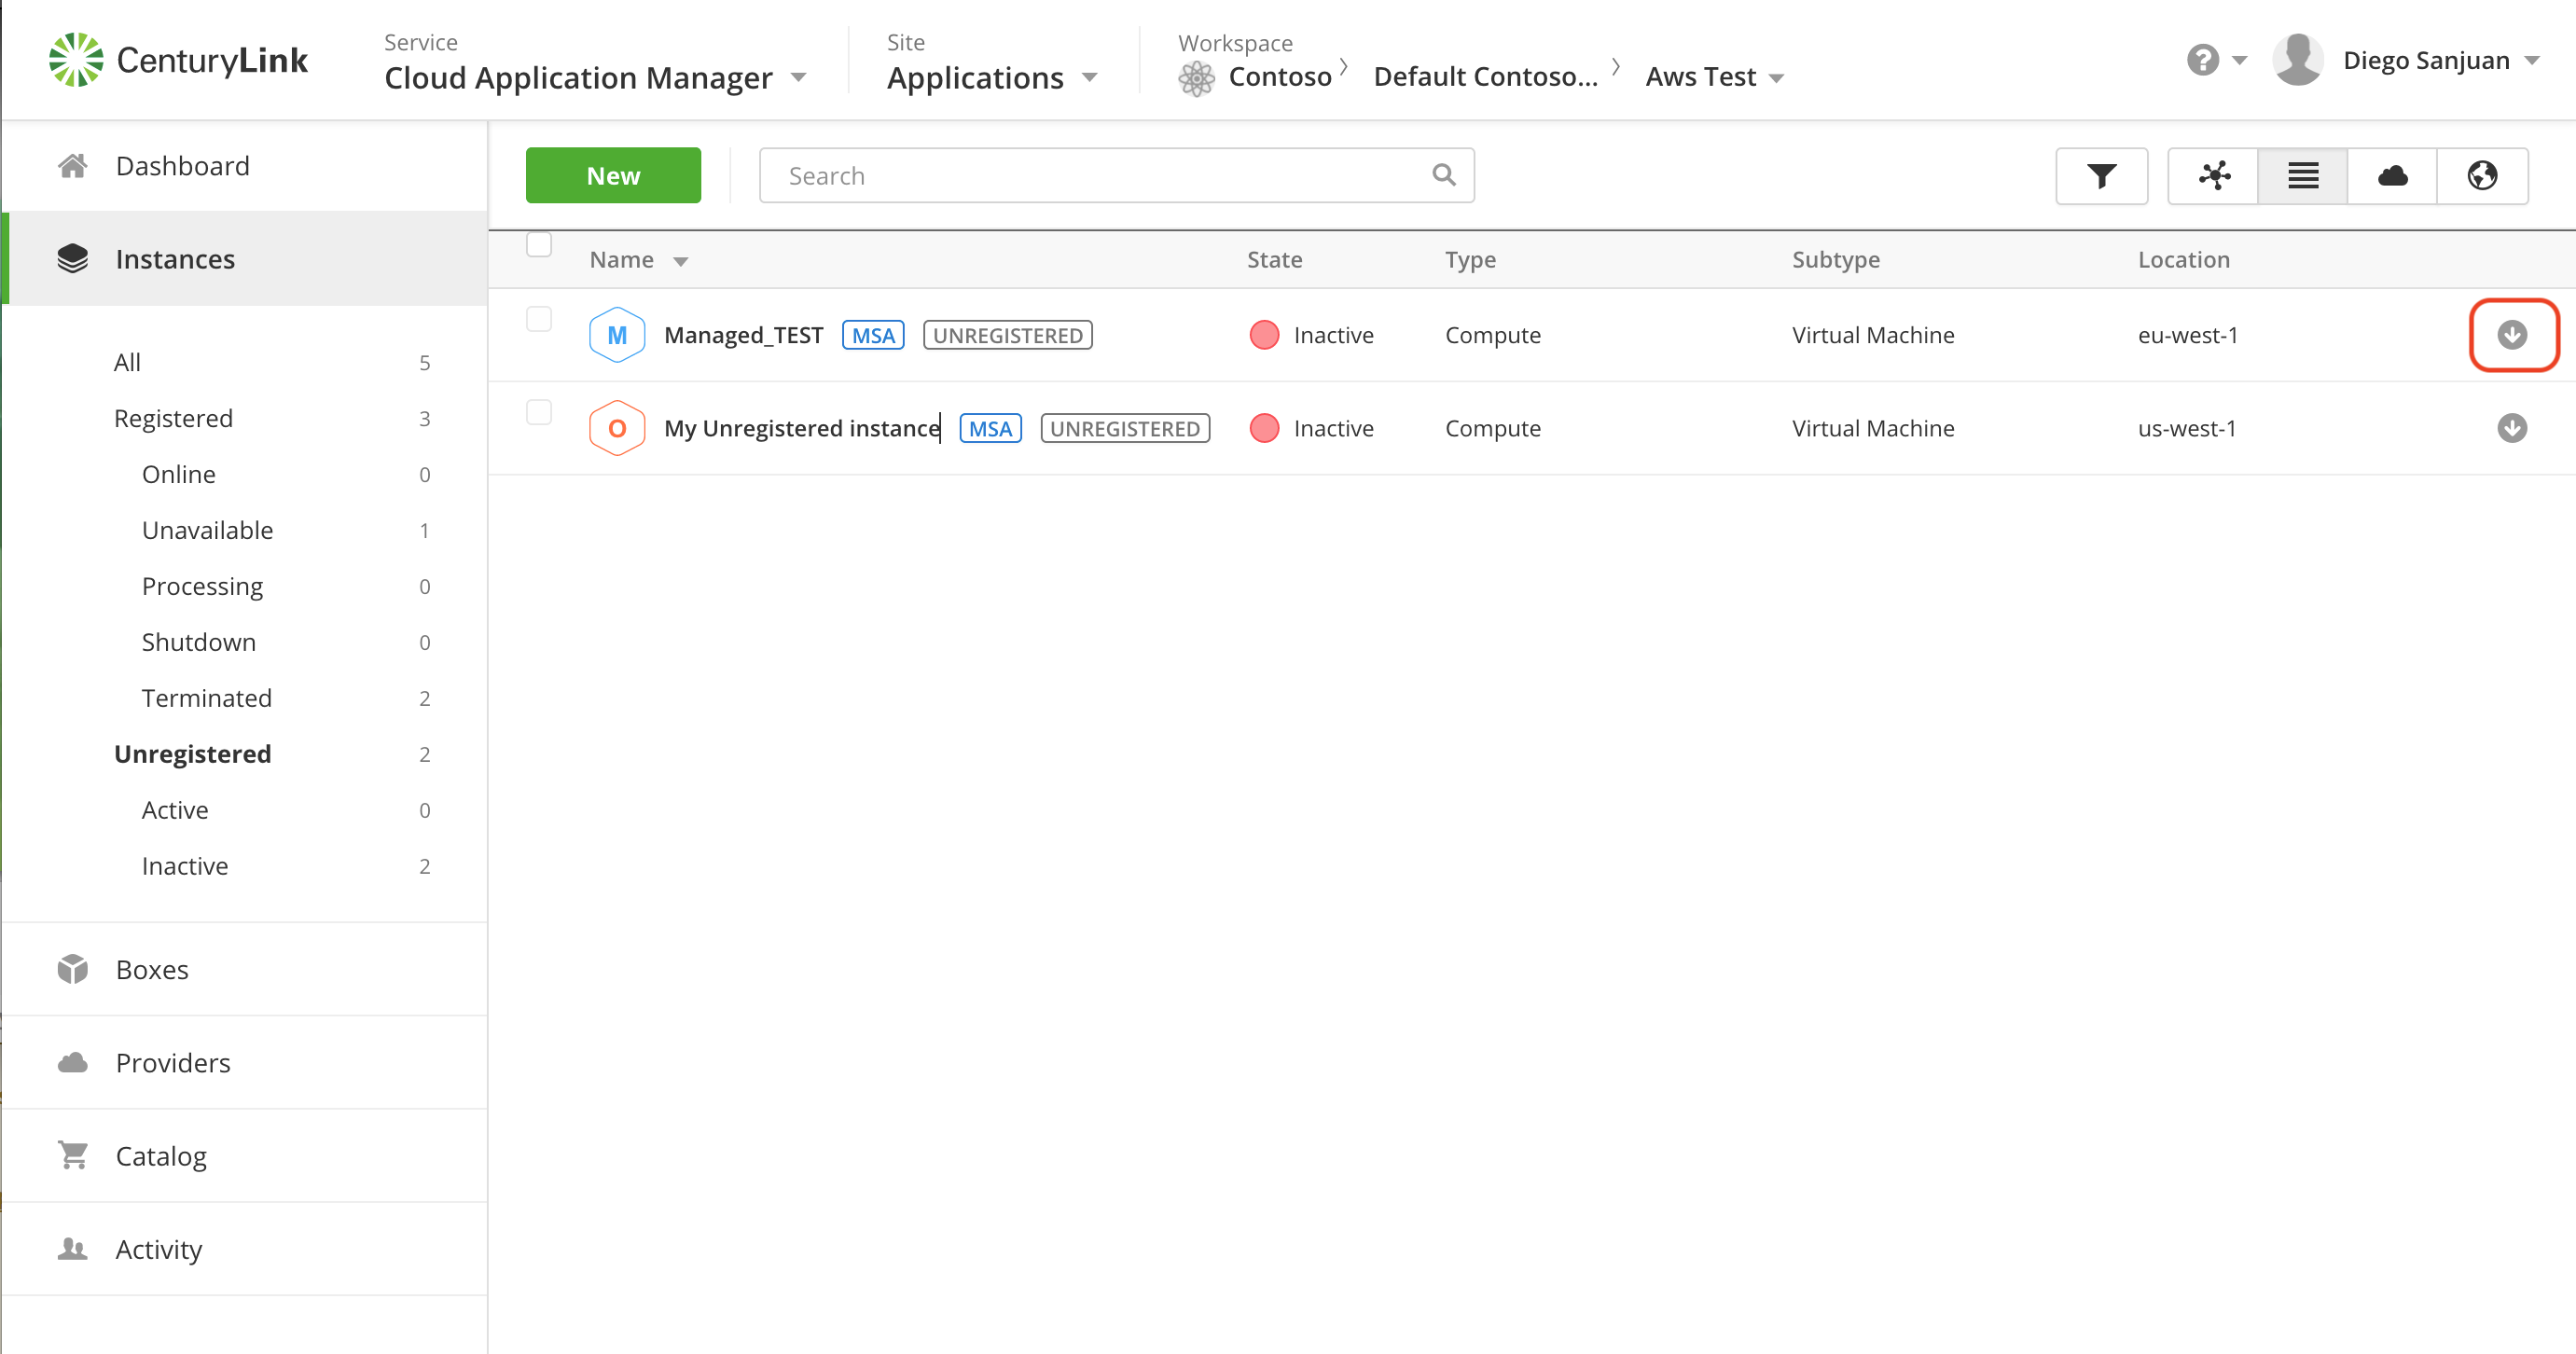 CenturyLink
Service
Cloud Application Manager
Site
Applications
Workspace
Contoso > Default Contoso... > Aws Test
? Diego Sanjuan
Dashboard
Instances
All 5
Registered 3
Online 0
Unavailable 1
Processing 0
Shutdown 0
Terminated 2
Unregistered 2
Active 0
Inactive 2
Boxes
Providers
Catalog
Activity
New
Search
Name State Type Subtype Location
M Managed_TEST MSA UNREGISTERED Inactive Compute Virtual Machine eu-west-1
O My Unregistered instance MSA UNREGISTERED Inactive Compute Virtual Machine us-west-1